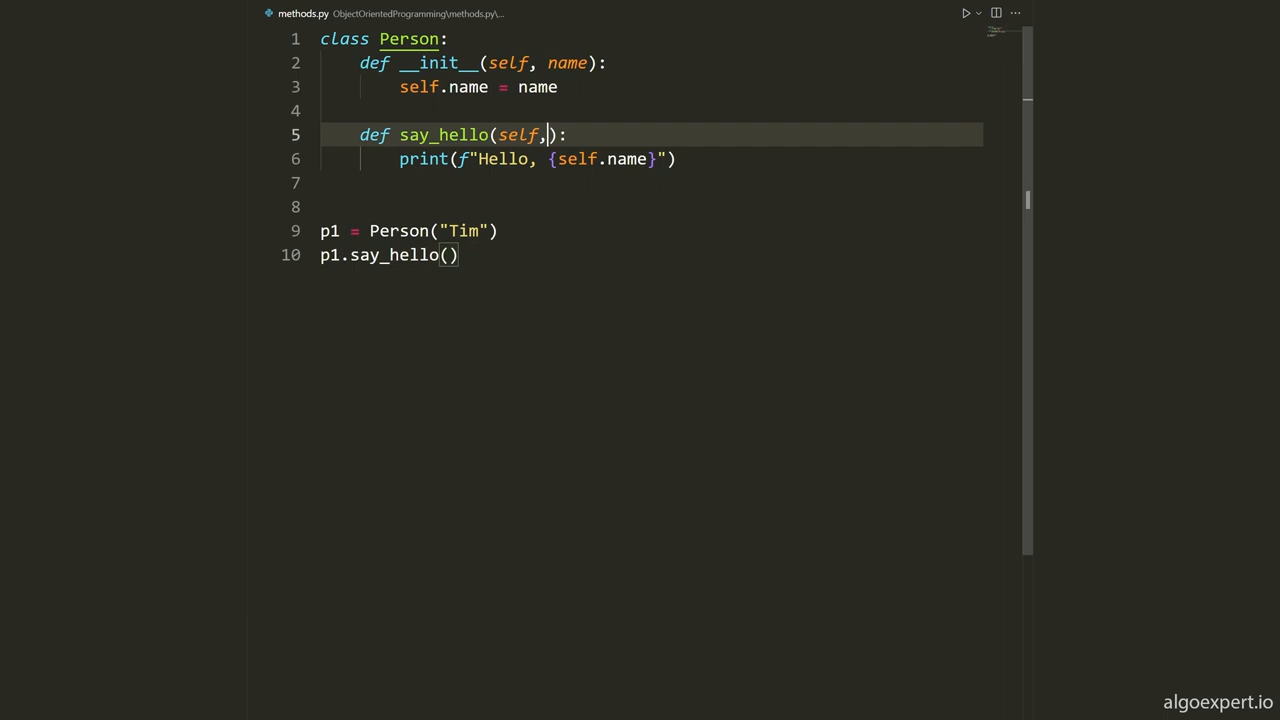 methods.py ObjectOrientedProgramming\methods.py\...
1 class Person:
2     def __init__(self, name):
3         self.name = name
4
5     def say_hello(self,):
6         print(f"Hello, {self.name}")
7
8
9 p1 = Person("Tim")
10 p1.say_hello()
algoexpert.io